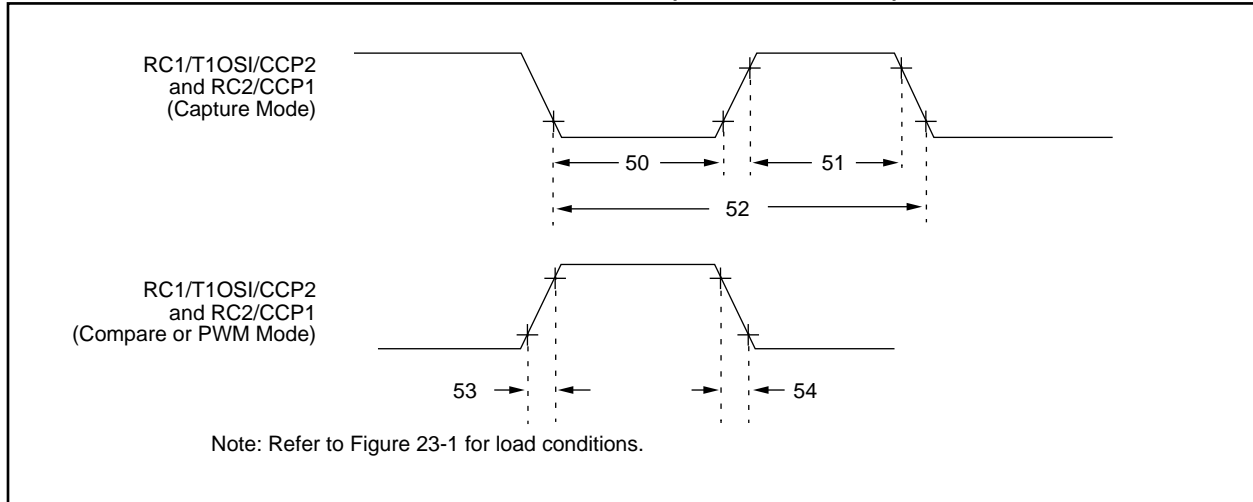 RC1/T1OSI/CCP2
and RC2/CCP1
(Capture Mode)
50
51
52
RC1/T1OSI/CCP2
and RC2/CCP1
(Compare or PWM Mode)
53
54
Note: Refer to Figure 23-1 for load conditions.